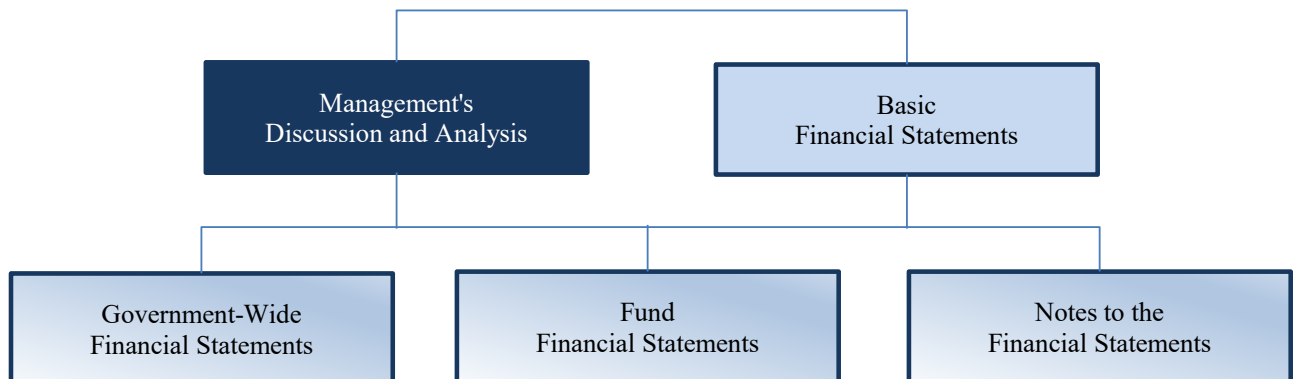 Management's
Discussion and Analysis
Basic
Financial Statements
Government-Wide
Financial Statements
Fund
Financial Statements
Notes to the
Financial Statements